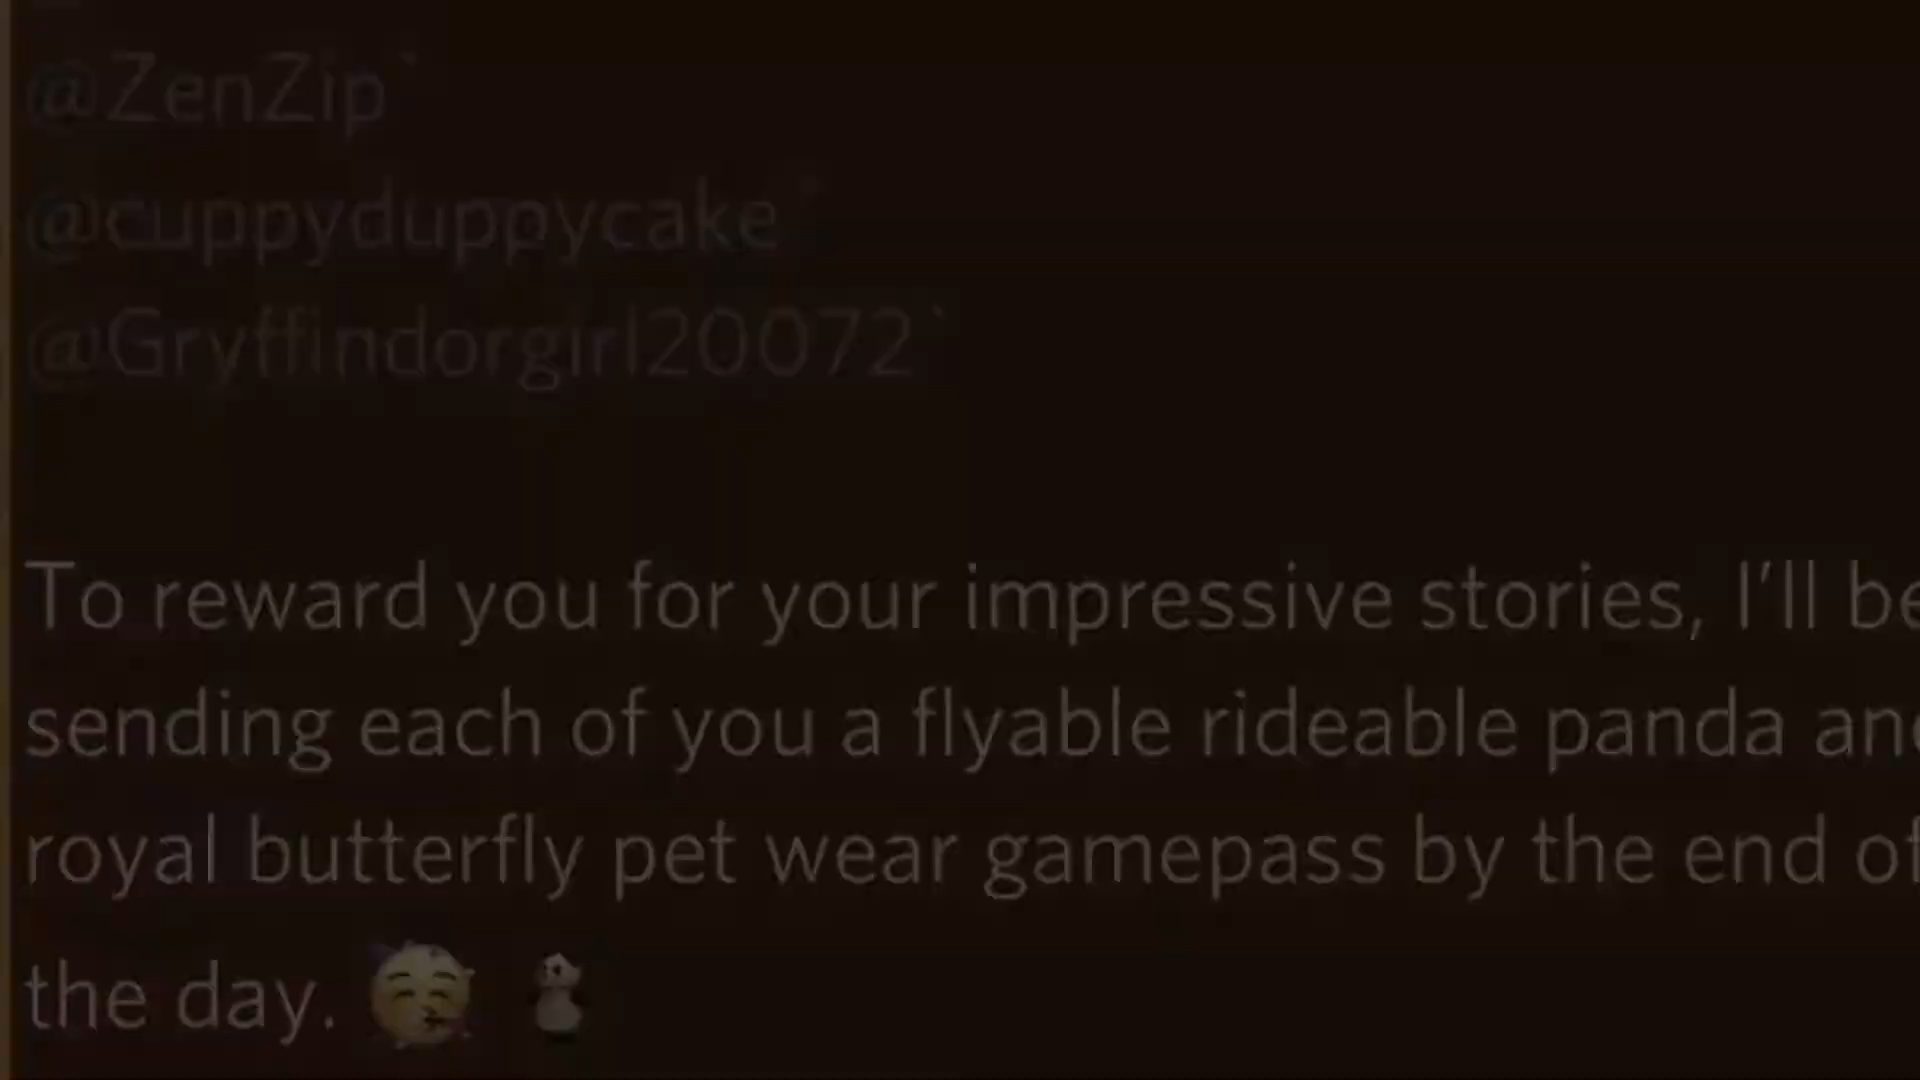 @ZenZip`
@cuppyduppycake`
@Gryffindorgirl20072`
To reward you for your impressive stories, I'll be
sending each of you a flyable rideable panda and
royal butterfly pet wear gamepass by the end of
the day. 🥳